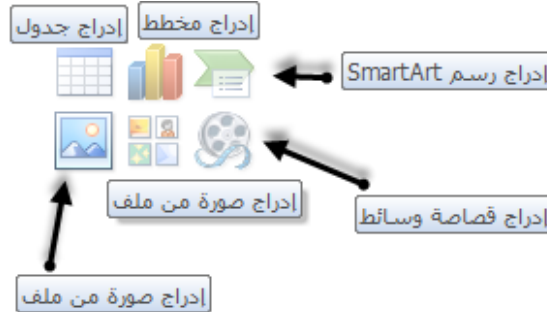 إدراج مخطط
إدراج جدول
إدراج رسم SmartArt
إدراج صورة من ملف
إدراج قصاصة وسائط
إدراج صورة من ملف